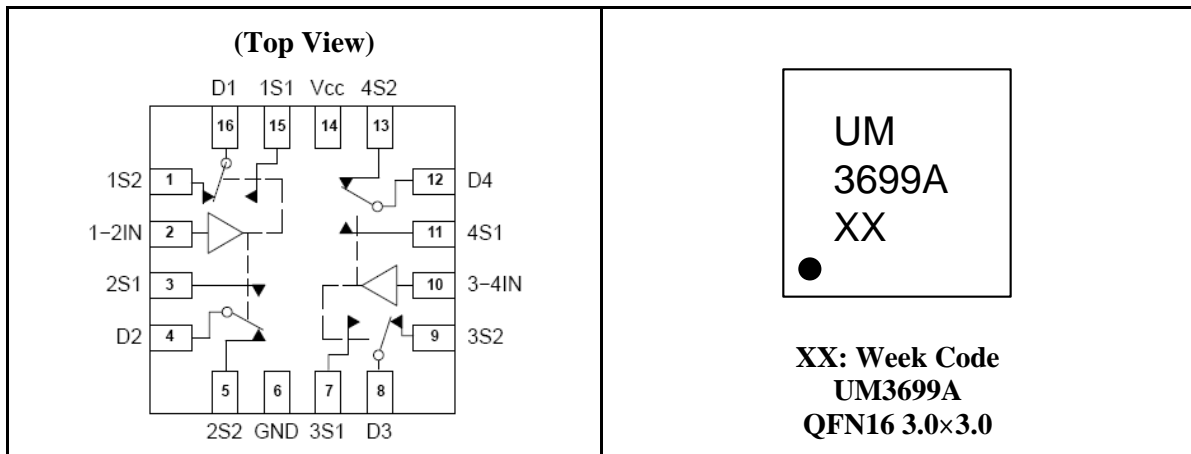 (Top View)
D1 1S1 Vcc 4S2
16 15 14 13
1S2 1 12 D4
1-2IN 2 11 4S1
2S1 3 10 3-4IN
D2 4 9 3S2
5 6 7 8
2S2 GND 3S1 D3
UM
3699A
XX
XX: Week Code
UM3699A
QFN16 3.0×3.0